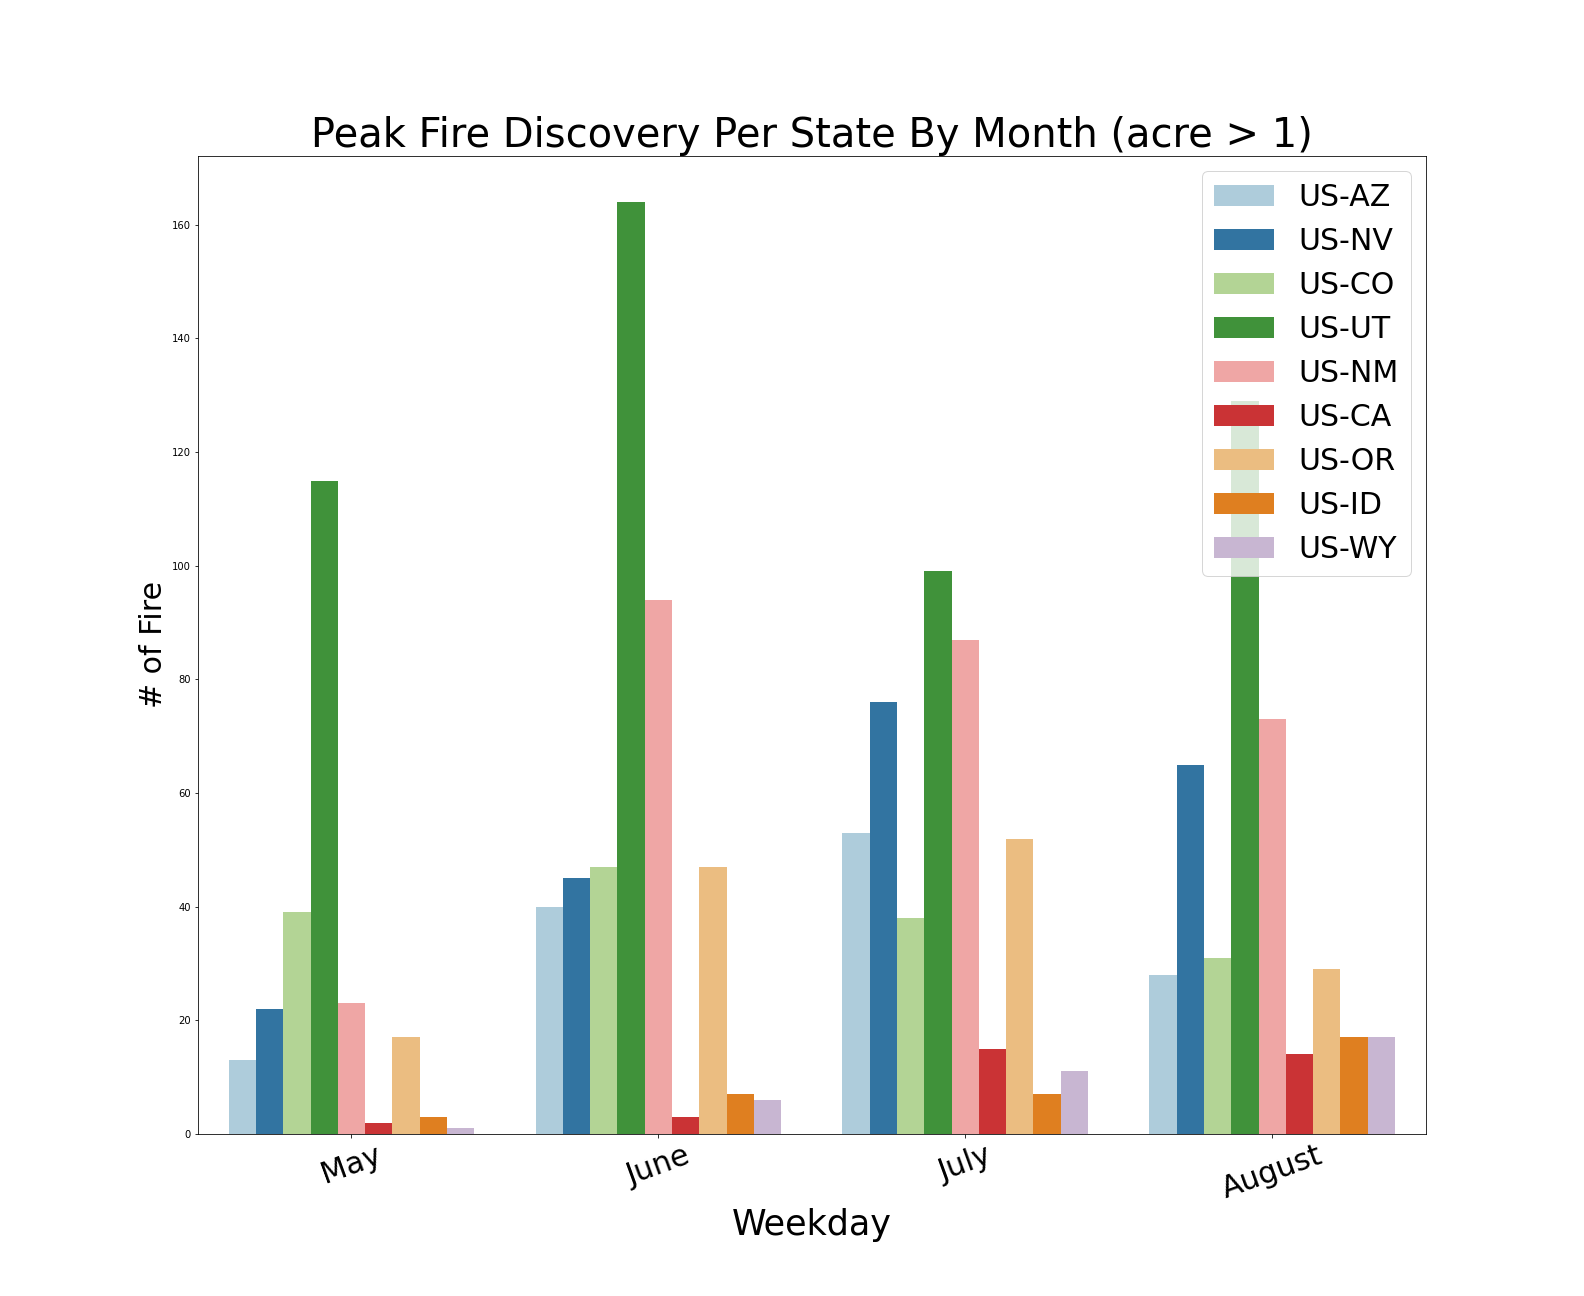 Peak Fire Discovery Per State By Month (acre > 1)
US-AZ
US-NV
US-CO
US-UT
US-NM
US-CA
US-OR
US-ID
US-WY
# of Fire
160
140
120
100
80
60
40
20
0
May
June
July
August
Weekday